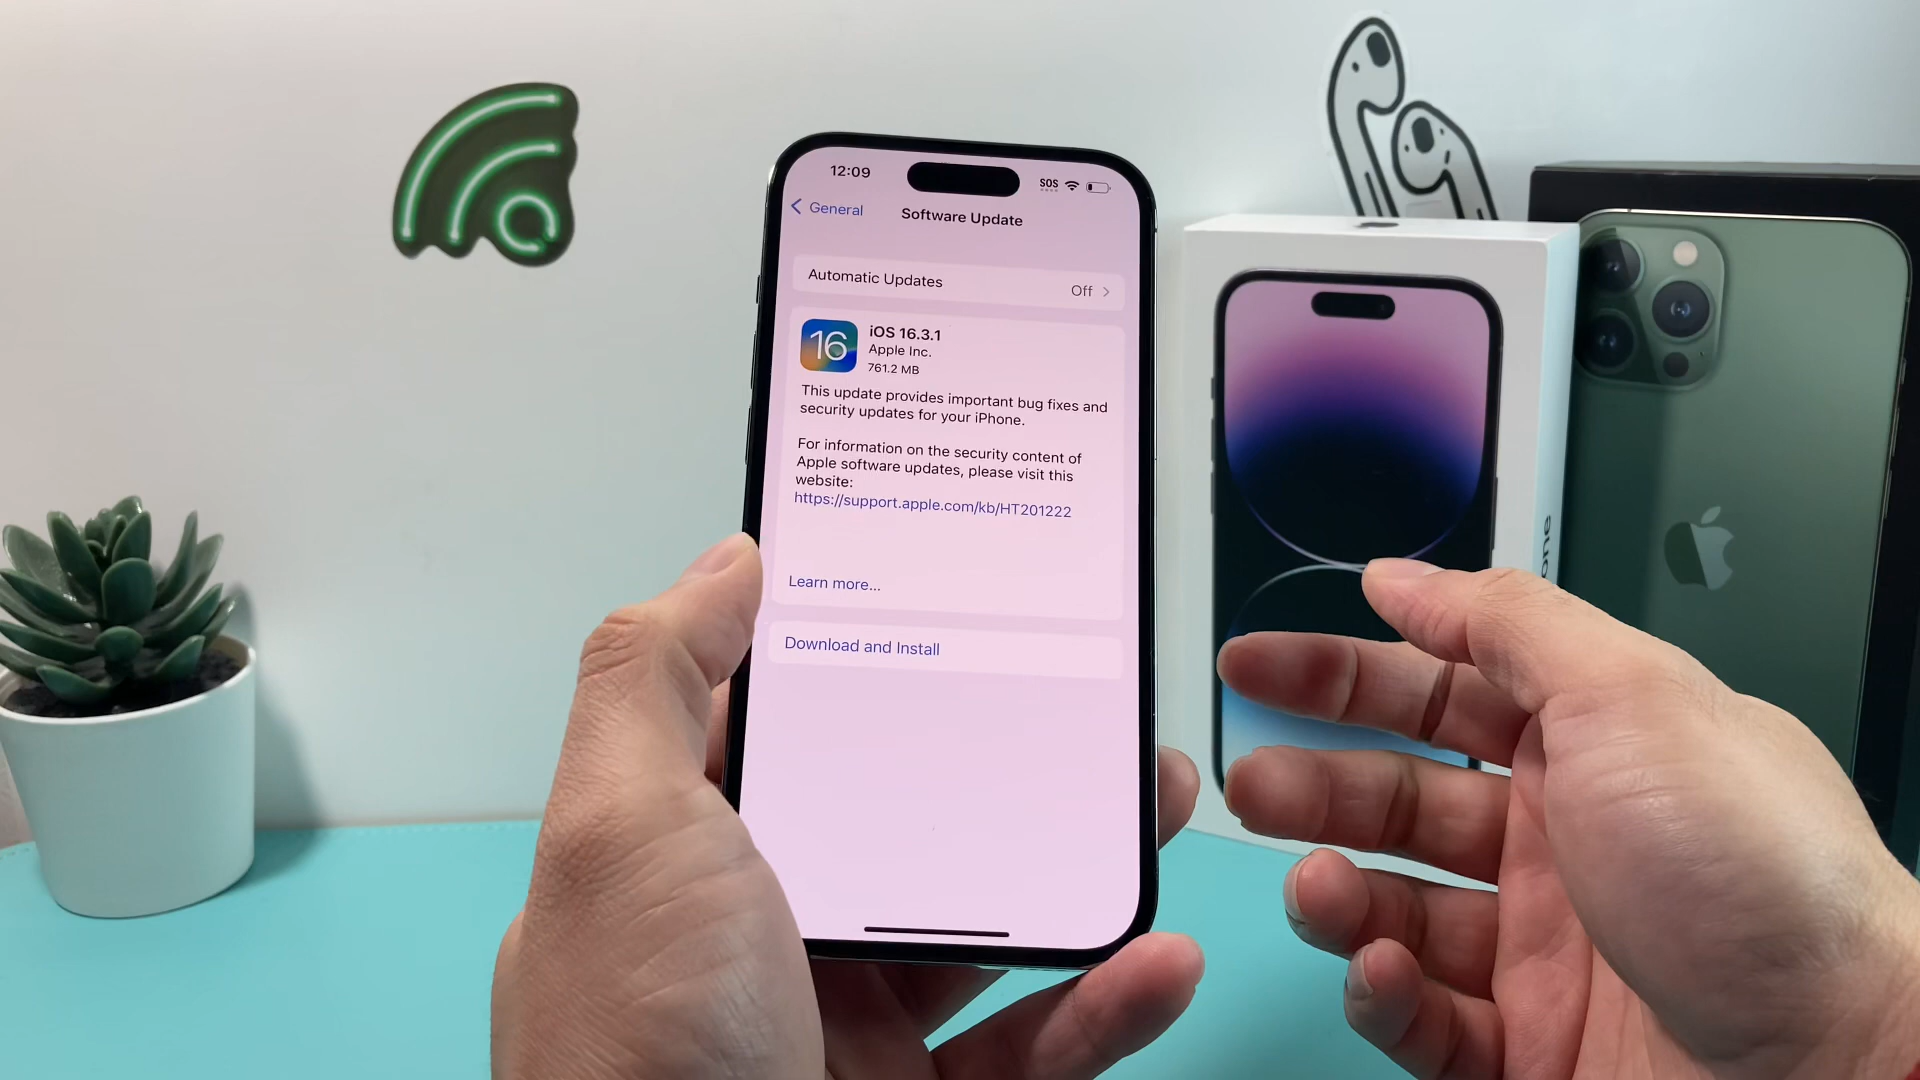 12:09
SOS
General
Software Update
Automatic Updates
Off
16
iOS 16.3.1
Apple Inc.
761.2 MB
This update provides important bug fixes and
security updates for your iPhone.
For information on the security content of
Apple software updates, please visit this
website:
https://support.apple.com/kb/HT201222
Learn more...
Download and Install